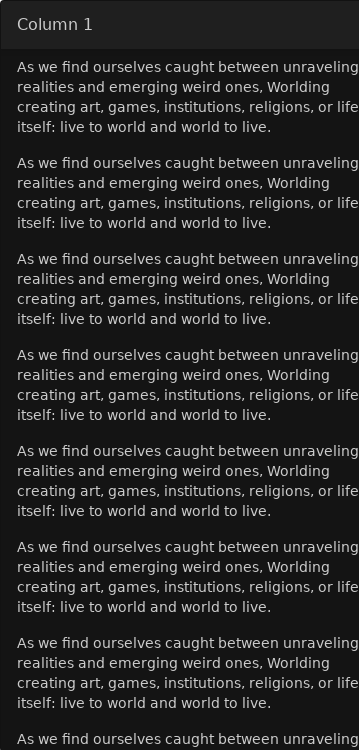 Column 1
As we find ourselves caught between unraveling
realities and emerging weird ones, Worlding
creating art, games, institutions, religions, or life
itself: live to world and world to live.
As we find ourselves caught between unraveling
realities and emerging weird ones, Worlding
creating art, games, institutions, religions, or life
itself: live to world and world to live.
As we find ourselves caught between unraveling
realities and emerging weird ones, Worlding
creating art, games, institutions, religions, or life
itself: live to world and world to live.
As we find ourselves caught between unraveling
realities and emerging weird ones, Worlding
creating art, games, institutions, religions, or life
itself: live to world and world to live.
As we find ourselves caught between unraveling
realities and emerging weird ones, Worlding
creating art, games, institutions, religions, or life
itself: live to world and world to live.
As we find ourselves caught between unraveling
realities and emerging weird ones, Worlding
creating art, games, institutions, religions, or life
itself: live to world and world to live.
As we find ourselves caught between unraveling
realities and emerging weird ones, Worlding
creating art, games, institutions, religions, or life
itself: live to world and world to live.
As we find ourselves caught between unraveling